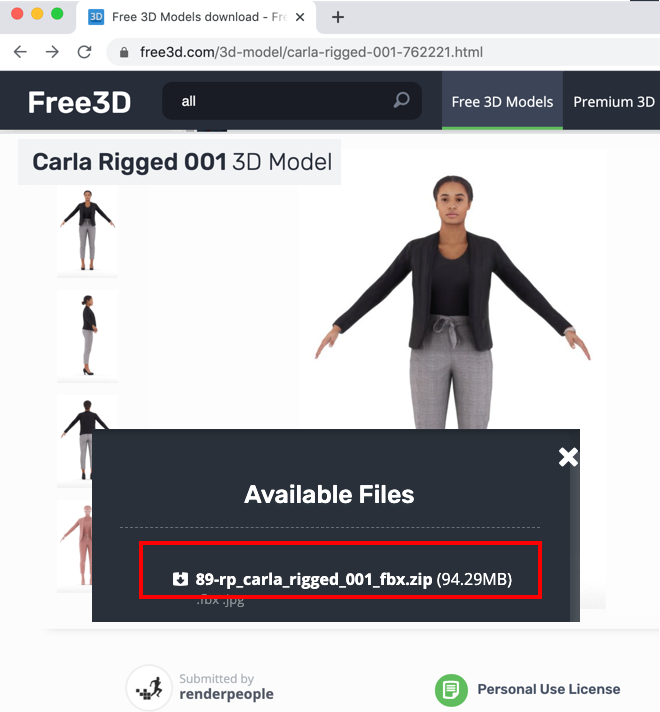 3D Free 3D Models download - Fre
free3d.com/3d-model/carla-rigged-001-762221.html
Free3D
all
Free 3D Models
Premium 3D
Carla Rigged 001 3D Model
Available Files
89-rp_carla_rigged_001_fbx.zip (94.29MB)
.fbx .jpg
Submitted by
renderpeople
Personal Use License